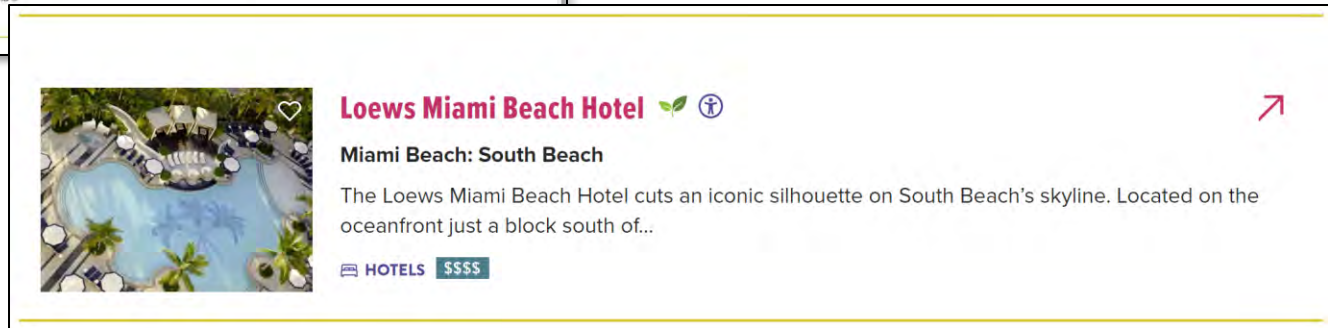 Loews Miami Beach Hotel
Miami Beach: South Beach
The Loews Miami Beach Hotel cuts an iconic silhouette on South Beach's skyline. Located on the
oceanfront just a block south of...
HOTELS $$$$